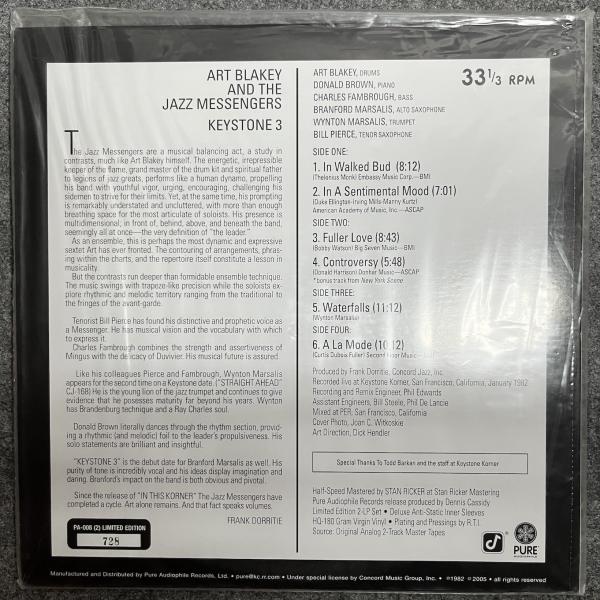 ART BLAKEY
AND THE
JAZZ MESSENGERS
KEYSTONE 3
The Jazz Messengers are a musical balancing act, a study in
contrasts, much like Art Blakey himself. The energetic, irrepressible
keeper of the flame, grand master of the drum kit and spiritual father
to legions of jazz greats, performs like a human dynamo, propelling
his band with youthful vigor, urging, encouraging, challenging his
sidemen to strive for their limits. Yet, at the same time, his prompting
is remarkably understated and uncluttered, with more than enough
breathing space for the most articulate of soloists. His presence is
multidimensional; in front of, behind, above, and beneath the band,
seemingly all at once—the very definition of "the leader."
As an ensemble, this is perhaps the most dynamic and expressive
sextet Art has ever fronted. The contouring of arrangements, phras-
ing within the charts, and the repertoire itself constitute a lesson in
musicality.
But the contrasts run deeper than formidable ensemble technique.
The music swings with trapeze-like precision while the soloists ex-
plore rhythmic and melodic territory ranging from the traditional to
the fringes of the avant-garde.
Tenorist Bill Pierce has found his distinctive and prophetic voice as
a Messenger. He has musical vision and the vocabulary with which
to express it.
Charles Fambrough combines the strength and assertiveness of
Mingus with the delicacy of Duvivier. His musical future is assured.
Like his colleagues Pierce and Fambrough, Wynton Marsalis
appears for the second time on a Keystone date. ("STRAIGHT AHEAD"
CJ-168) He is the young lion of the jazz trumpet and continues to give
evidence that he posesses maturity far beyond his years. Wynton
has Brandenburg technique and a Ray Charles soul.
Donald Brown literally dances through the rhythm section, provid-
ing a rhythmic (and melodic) foil to the leader's propulsiveness. His
solo statements are brilliant and insightful.
"KEYSTONE 3" is the debut date for Branford Marsalis as well. His
purity of tone is incredibly vocal and his ideas display imagination and
daring. Branford's impact on the band is both obvious and pivotal.
Since the release of "IN THIS KORNER" The Jazz Messengers have
completed a cycle. Art alone remains. And that fact speaks volumes.
FRANK DORRITIE
PA-006 (2) LIMITED EDITION
728
ART BLAKEY, DRUMS
DONALD BROWN, PIANO
CHARLES FAMBROUGH, BASS
BRANFORD MARSALIS, ALTO SAXOPHONE
WYNTON MARSALIS, TRUMPET
BILL PIERCE, TENOR SAXOPHONE
33 1/3 RPM
SIDE ONE:
1. In Walked Bud (8:12)
(Thelonius Monk) Embassy Music Corp.—BMI
2. In A Sentimental Mood (7:01)
(Duke Ellington-Irving Mills-Manny Kurtz)
American Academy of Music, Inc.—ASCAP
SIDE TWO:
3. Fuller Love (8:43)
(Bobby Watson) Big Seven Music—BMI
4. Controversy (5:48)
(Donald Harrison) Donhar Music—ASCAP
*bonus track from New York Scene
SIDE THREE:
5. Waterfalls (11:12)
(Wynton Marsalis)
SIDE FOUR:
6. A La Mode (10:12)
(Curtis Dubois Fuller) Second Floor Music—
Produced by Frank Dorritie, Concord Jazz, Inc.
Recorded live at Keystone Korner, San Francisco, California, January 1982
Recording and Remix Engineer, Phil Edwards
Assistant Engineers, Bill Steele, Phil De Lancie
Mixed at PER, San Francisco, California
Cover Photo, Joan C. Witkoskie
Art Direction, Dick Hendler
Special Thanks To Todd Barkan and the staff at Keystone Korner
Half-Speed Mastered by STAN RICKER at Stan Ricker Mastering
Pure Audiophile Records release produced by Dennis Cassidy
Limited Edition 2-LP Set • Deluxe Anti-Static Inner Sleeves
HQ-180 Gram Virgin Vinyl • Plating and Pressings by R.T.I.
Source: Original Analog 2-Track Master Tapes
PURE
Manufactured and Distributed by Pure Audiophile Records, Ltd. • pure@kc.rr.com • Under special license by Concord Music Group, Inc. • ℗1982 ©2005 • all rights reserved